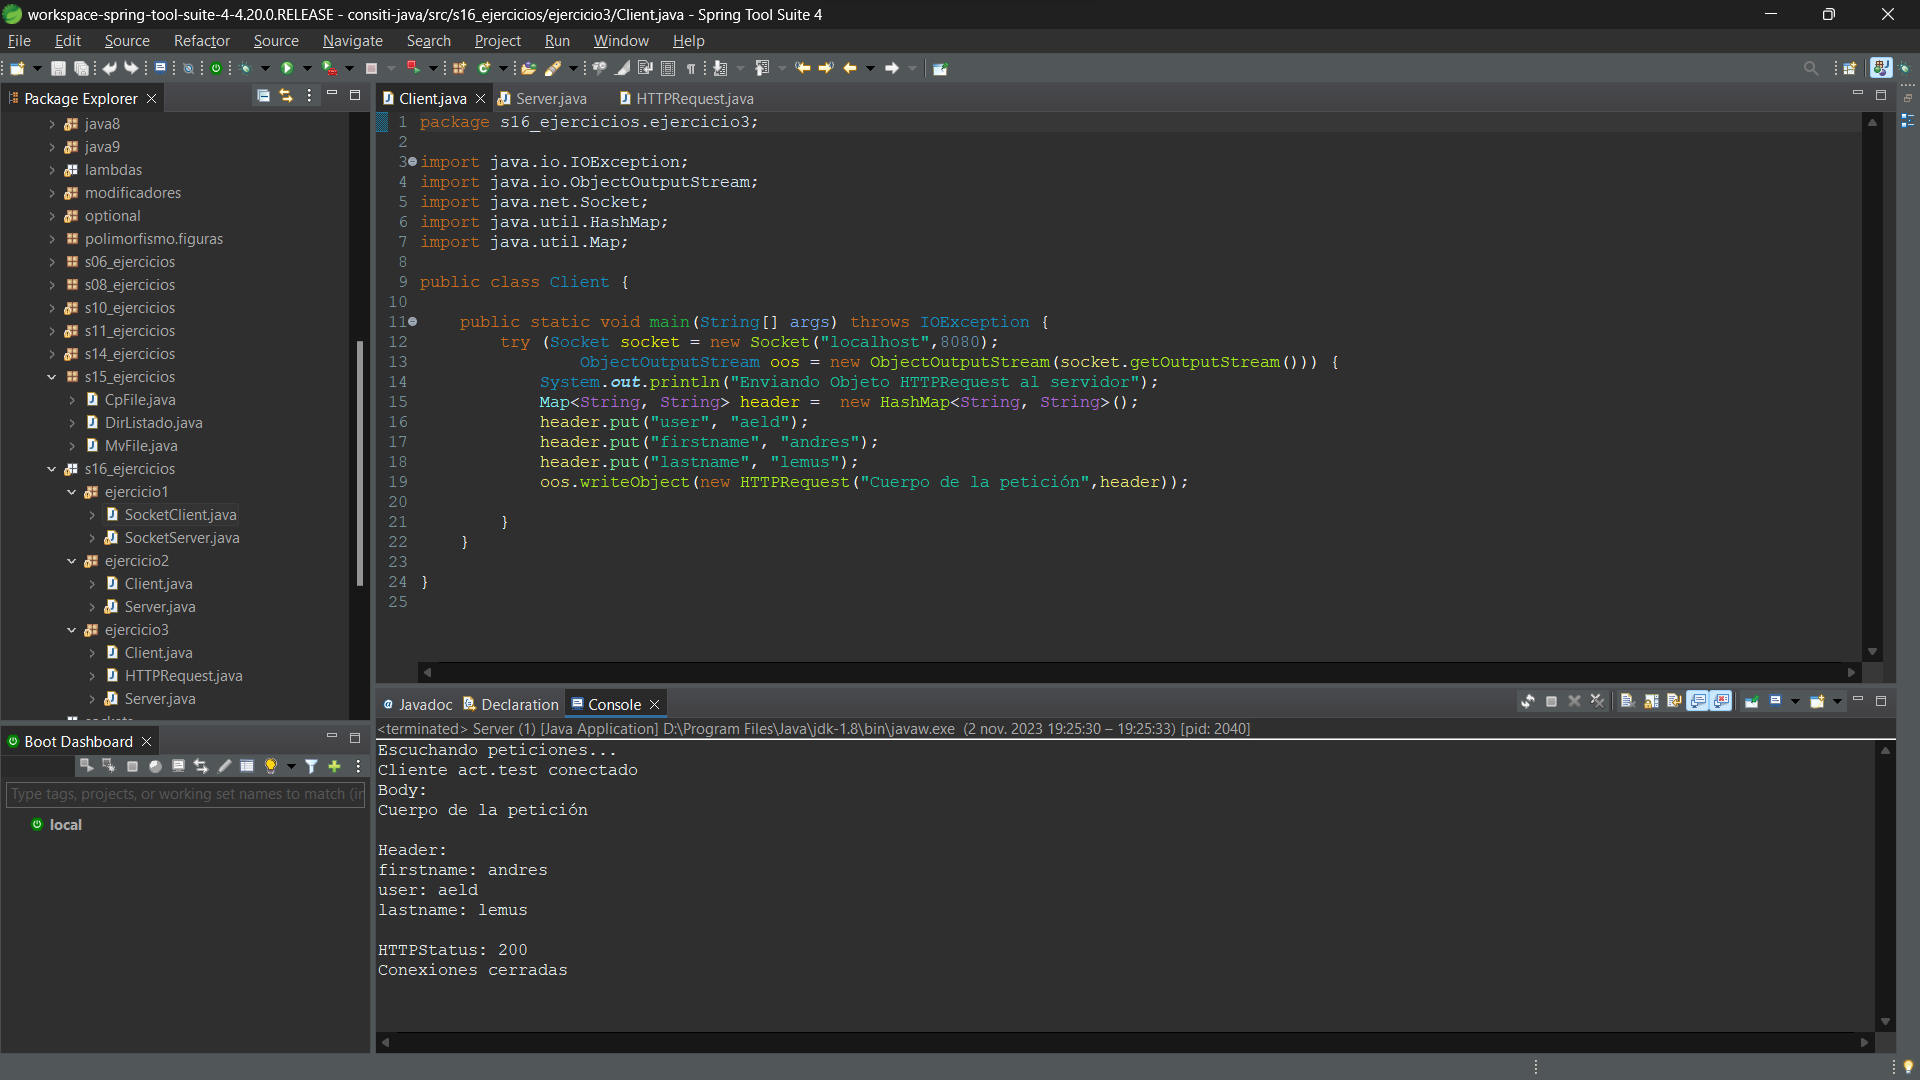 workspace-spring-tool-suite-4-4.20.0.RELEASE - consiti-java/src/s16_ejercicios/ejercicio3/Client.java - Spring Tool Suite 4
File Edit Source Refactor Source Navigate Search Project Run Window Help
Package Explorer
java8
java9
lambdas
modificadores
optional
polimorfismo.figuras
s06_ejercicios
s08_ejercicios
s10_ejercicios
s11_ejercicios
s14_ejercicios
s15_ejercicios
CpFile.java
DirListado.java
MvFile.java
s16_ejercicios
ejercicio1
SocketClient.java
SocketServer.java
ejercicio2
Client.java
Server.java
ejercicio3
Client.java
HTTPRequest.java
Server.java
Boot Dashboard
Type tags, projects, or working set names to match (in
local
Client.java Server.java HTTPRequest.java
1 package s16_ejercicios.ejercicio3;
2
3 import java.io.IOException;
4 import java.io.ObjectOutputStream;
5 import java.net.Socket;
6 import java.util.HashMap;
7 import java.util.Map;
8
9 public class Client {
10
11 public static void main(String[] args) throws IOException {
12 try (Socket socket = new Socket("localhost",8080);
13 ObjectOutputStream oos = new ObjectOutputStream(socket.getOutputStream())) {
14 System.out.println("Enviando Objeto HTTPRequest al servidor");
15 Map<String, String> header =  new HashMap<String, String>();
16 header.put("user", "aeld");
17 header.put("firstname", "andres");
18 header.put("lastname", "lemus");
19 oos.writeObject(new HTTPRequest("Cuerpo de la petición",header));
20
21 }
22 }
23
24 }
25
Javadoc Declaration Console
<terminated> Server (1) [Java Application] D:\Program Files\Java\jdk-1.8\bin\javaw.exe (2 nov. 2023 19:25:30 – 19:25:33) [pid: 2040]
Escuchando peticiones...
Cliente act.test conectado
Body:
Cuerpo de la petición
Header:
firstname: andres
user: aeld
lastname: lemus
HTTPStatus: 200
Conexiones cerradas